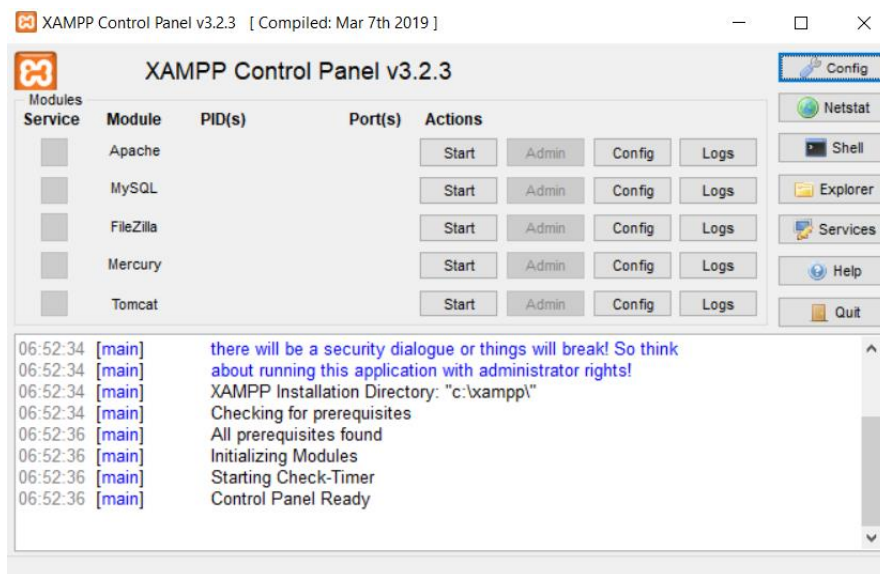 XAMPP Control Panel v3.2.3 [ Compiled: Mar 7th 2019 ]
XAMPP Control Panel v3.2.3
Config
Modules
Service Module PID(s) Port(s) Actions
Netstat
Apache Start Admin Config Logs
Shell
MySQL Start Admin Config Logs
Explorer
FileZilla Start Admin Config Logs
Services
Mercury Start Admin Config Logs
Help
Tomcat Start Admin Config Logs
Quit
06:52:34 [main] there will be a security dialogue or things will break! So think
06:52:34 [main] about running this application with administrator rights!
06:52:34 [main] XAMPP Installation Directory: "c:\xampp\"
06:52:34 [main] Checking for prerequisites
06:52:36 [main] All prerequisites found
06:52:36 [main] Initializing Modules
06:52:36 [main] Starting Check-Timer
06:52:36 [main] Control Panel Ready